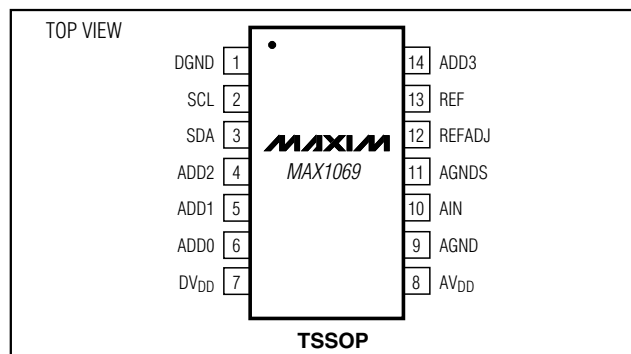 TOP VIEW
DGND 1 14 ADD3
SCL 2 13 REF
SDA 3 12 REFADJ
MAXIM
MAX1069
ADD2 4 11 AGNDS
ADD1 5 10 AIN
ADD0 6 9 AGND
DVDD 7 8 AVDD
TSSOP